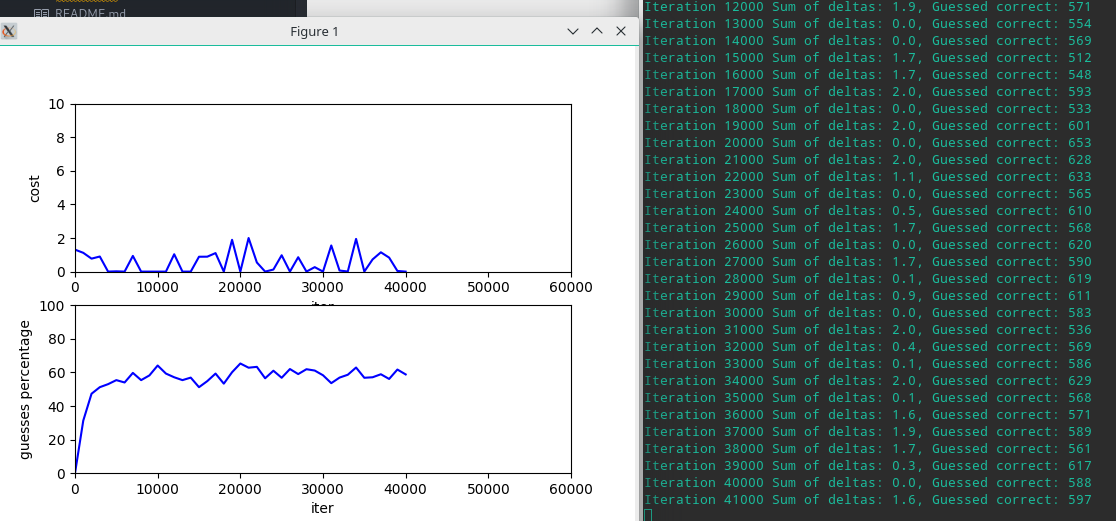 README.md
Figure 1
10
8
6
4
2
0
cost
0 10000 20000 30000 40000 50000 60000
iter
100
80
60
40
20
0
guesses percentage
0 10000 20000 30000 40000 50000 60000
iter
Iteration 12000 Sum of deltas: 1.9, Guessed correct: 571
Iteration 13000 Sum of deltas: 0.0, Guessed correct: 554
Iteration 14000 Sum of deltas: 0.0, Guessed correct: 569
Iteration 15000 Sum of deltas: 1.7, Guessed correct: 512
Iteration 16000 Sum of deltas: 1.7, Guessed correct: 548
Iteration 17000 Sum of deltas: 2.0, Guessed correct: 593
Iteration 18000 Sum of deltas: 0.0, Guessed correct: 533
Iteration 19000 Sum of deltas: 2.0, Guessed correct: 601
Iteration 20000 Sum of deltas: 0.0, Guessed correct: 653
Iteration 21000 Sum of deltas: 2.0, Guessed correct: 628
Iteration 22000 Sum of deltas: 1.1, Guessed correct: 633
Iteration 23000 Sum of deltas: 0.0, Guessed correct: 565
Iteration 24000 Sum of deltas: 0.5, Guessed correct: 610
Iteration 25000 Sum of deltas: 1.7, Guessed correct: 568
Iteration 26000 Sum of deltas: 0.0, Guessed correct: 620
Iteration 27000 Sum of deltas: 1.7, Guessed correct: 590
Iteration 28000 Sum of deltas: 0.1, Guessed correct: 619
Iteration 29000 Sum of deltas: 0.9, Guessed correct: 611
Iteration 30000 Sum of deltas: 0.0, Guessed correct: 583
Iteration 31000 Sum of deltas: 2.0, Guessed correct: 536
Iteration 32000 Sum of deltas: 0.4, Guessed correct: 569
Iteration 33000 Sum of deltas: 0.1, Guessed correct: 586
Iteration 34000 Sum of deltas: 2.0, Guessed correct: 629
Iteration 35000 Sum of deltas: 0.1, Guessed correct: 568
Iteration 36000 Sum of deltas: 1.6, Guessed correct: 571
Iteration 37000 Sum of deltas: 1.9, Guessed correct: 589
Iteration 38000 Sum of deltas: 1.7, Guessed correct: 561
Iteration 39000 Sum of deltas: 0.3, Guessed correct: 617
Iteration 40000 Sum of deltas: 0.0, Guessed correct: 588
Iteration 41000 Sum of deltas: 1.6, Guessed correct: 597